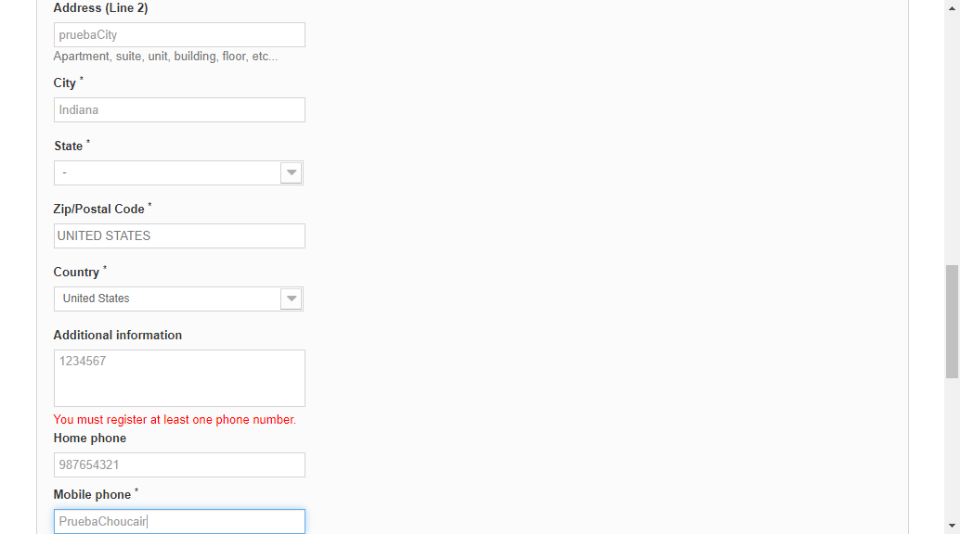 Address (Line 2)
pruebaCity
Apartment, suite, unit, building, floor, etc...
City *
Indiana
State *
-
Zip/Postal Code *
UNITED STATES
Country *
United States
Additional information
1234567
You must register at least one phone number.
Home phone
987654321
Mobile phone *
PruebaChoucair